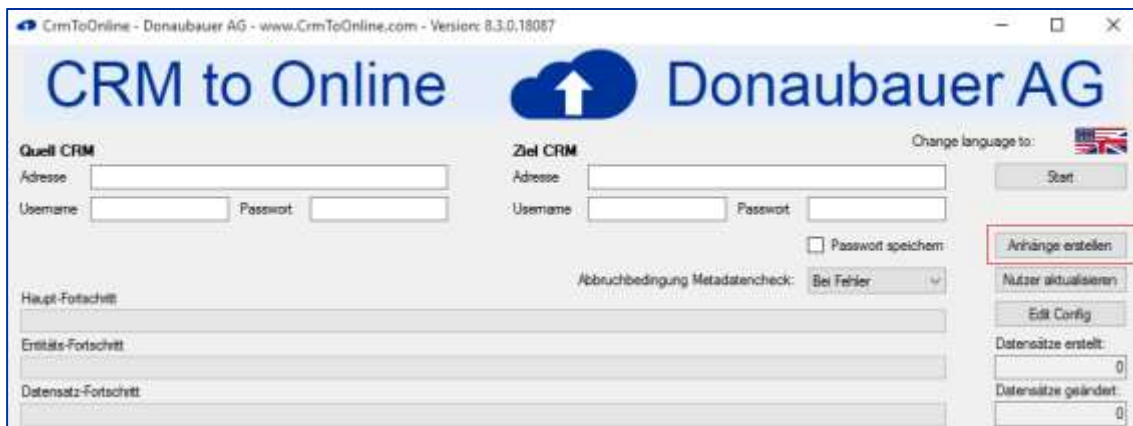 CrmToOnline - Donaubauer AG - www.CrmToOnline.com - Version: 8.3.0.18087
CRM to Online Donaubauer AG
Change language to:
Quell CRM Ziel CRM
Adresse Adresse Start
Username Passwort Username Passwort
Passwort speichern Anhänge erstellen
Abbruchbedingung Metadatencheck: Bei Fehler Nutzer aktualisieren
Haupt-Fortschritt
Edit Config
Entitäts-Fortschritt Datensätze erstellt:
0
Datensatz-Fortschritt Datensätze geändert:
0